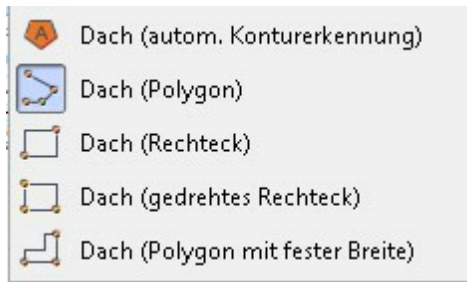 Dach (autom. Konturerkennung)
Dach (Polygon)
Dach (Rechteck)
Dach (gedrehtes Rechteck)
Dach (Polygon mit fester Breite)